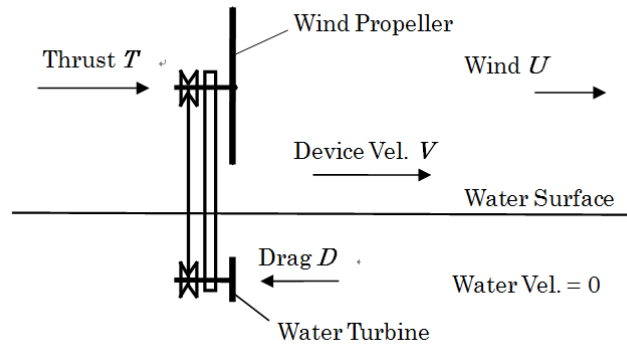 Wind Propeller
Thrust T
Wind U
Device Vel. V
Water Surface
Drag D
Water Vel. = 0
Water Turbine